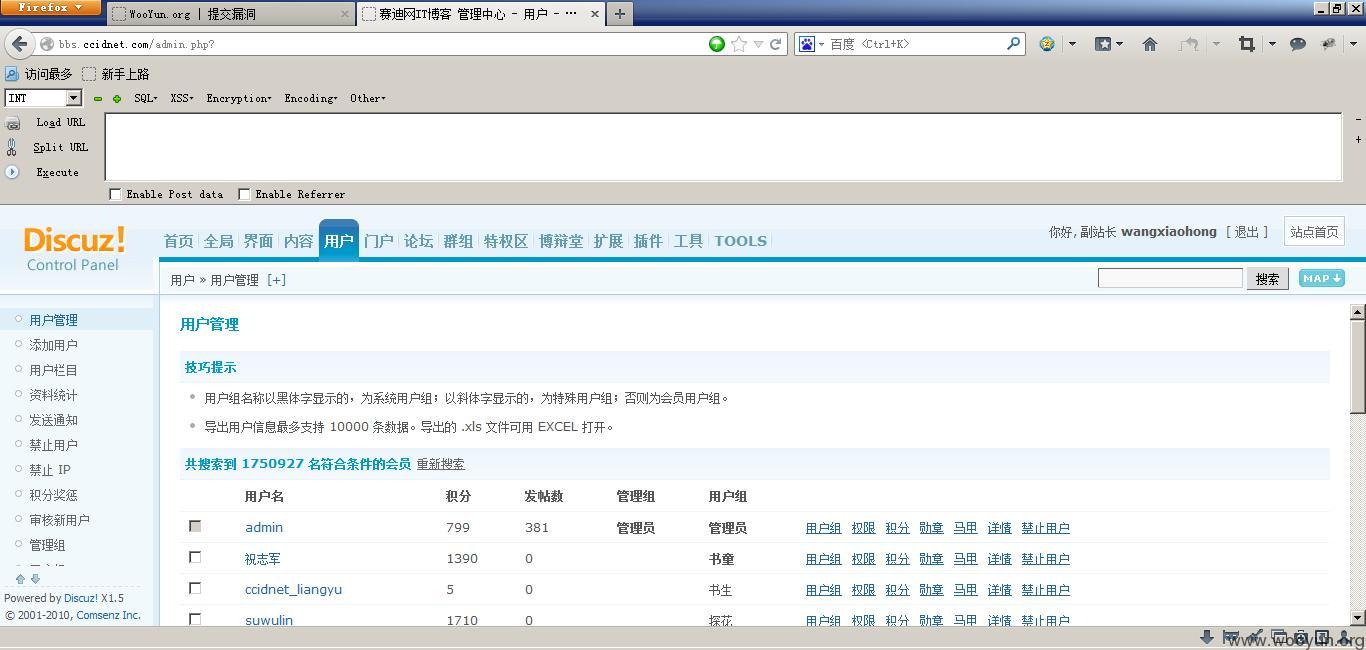 Firefox
WooYun.org | 提交漏洞
赛迪网IT博客 管理中心 - 用户 - ...
bbs.ccidnet.com/admin.php?
百度 <Ctrl+K>
访问最多 新手上路
INT SQL XSS Encryption Encoding Other
Load URL
Split URL
Execute
Enable Post data Enable Referrer
Discuz!
Control Panel
首页 全局 界面 内容 用户 门户 论坛 群组 特权区 博辩堂 扩展 插件 工具 TOOLS
你好, 副站长 wangxiaohong [ 退出 ] 站点首页
用户 » 用户管理 [+]
搜索 MAP
用户管理
添加用户
用户栏目
资料统计
发送通知
禁止用户
禁止 IP
积分奖惩
审核新用户
管理组
Powered by Discuz! X1.5
© 2001-2010, Comsenz Inc.
用户管理
技巧提示
用户组名称以黑体字显示的，为系统用户组；以斜体字显示的，为特殊用户组；否则为会员用户组。
导出用户信息最多支持 10000 条数据。导出的 .xls 文件可用 EXCEL 打开。
共搜索到 1750927 名符合条件的会员 重新搜索
用户名 积分 发帖数 管理组 用户组
admin 799 381 管理员 管理员 用户组 权限 积分 勋章 马甲 详情 禁止用户
祝志军 1390 0 书童 用户组 权限 积分 勋章 马甲 详情 禁止用户
ccidnet_liangyu 5 0 书生 用户组 权限 积分 勋章 马甲 详情 禁止用户
suwulin 1710 0 探花 用户组 权限 积分 勋章 马甲 详情 禁止用户
www.wooyun.org